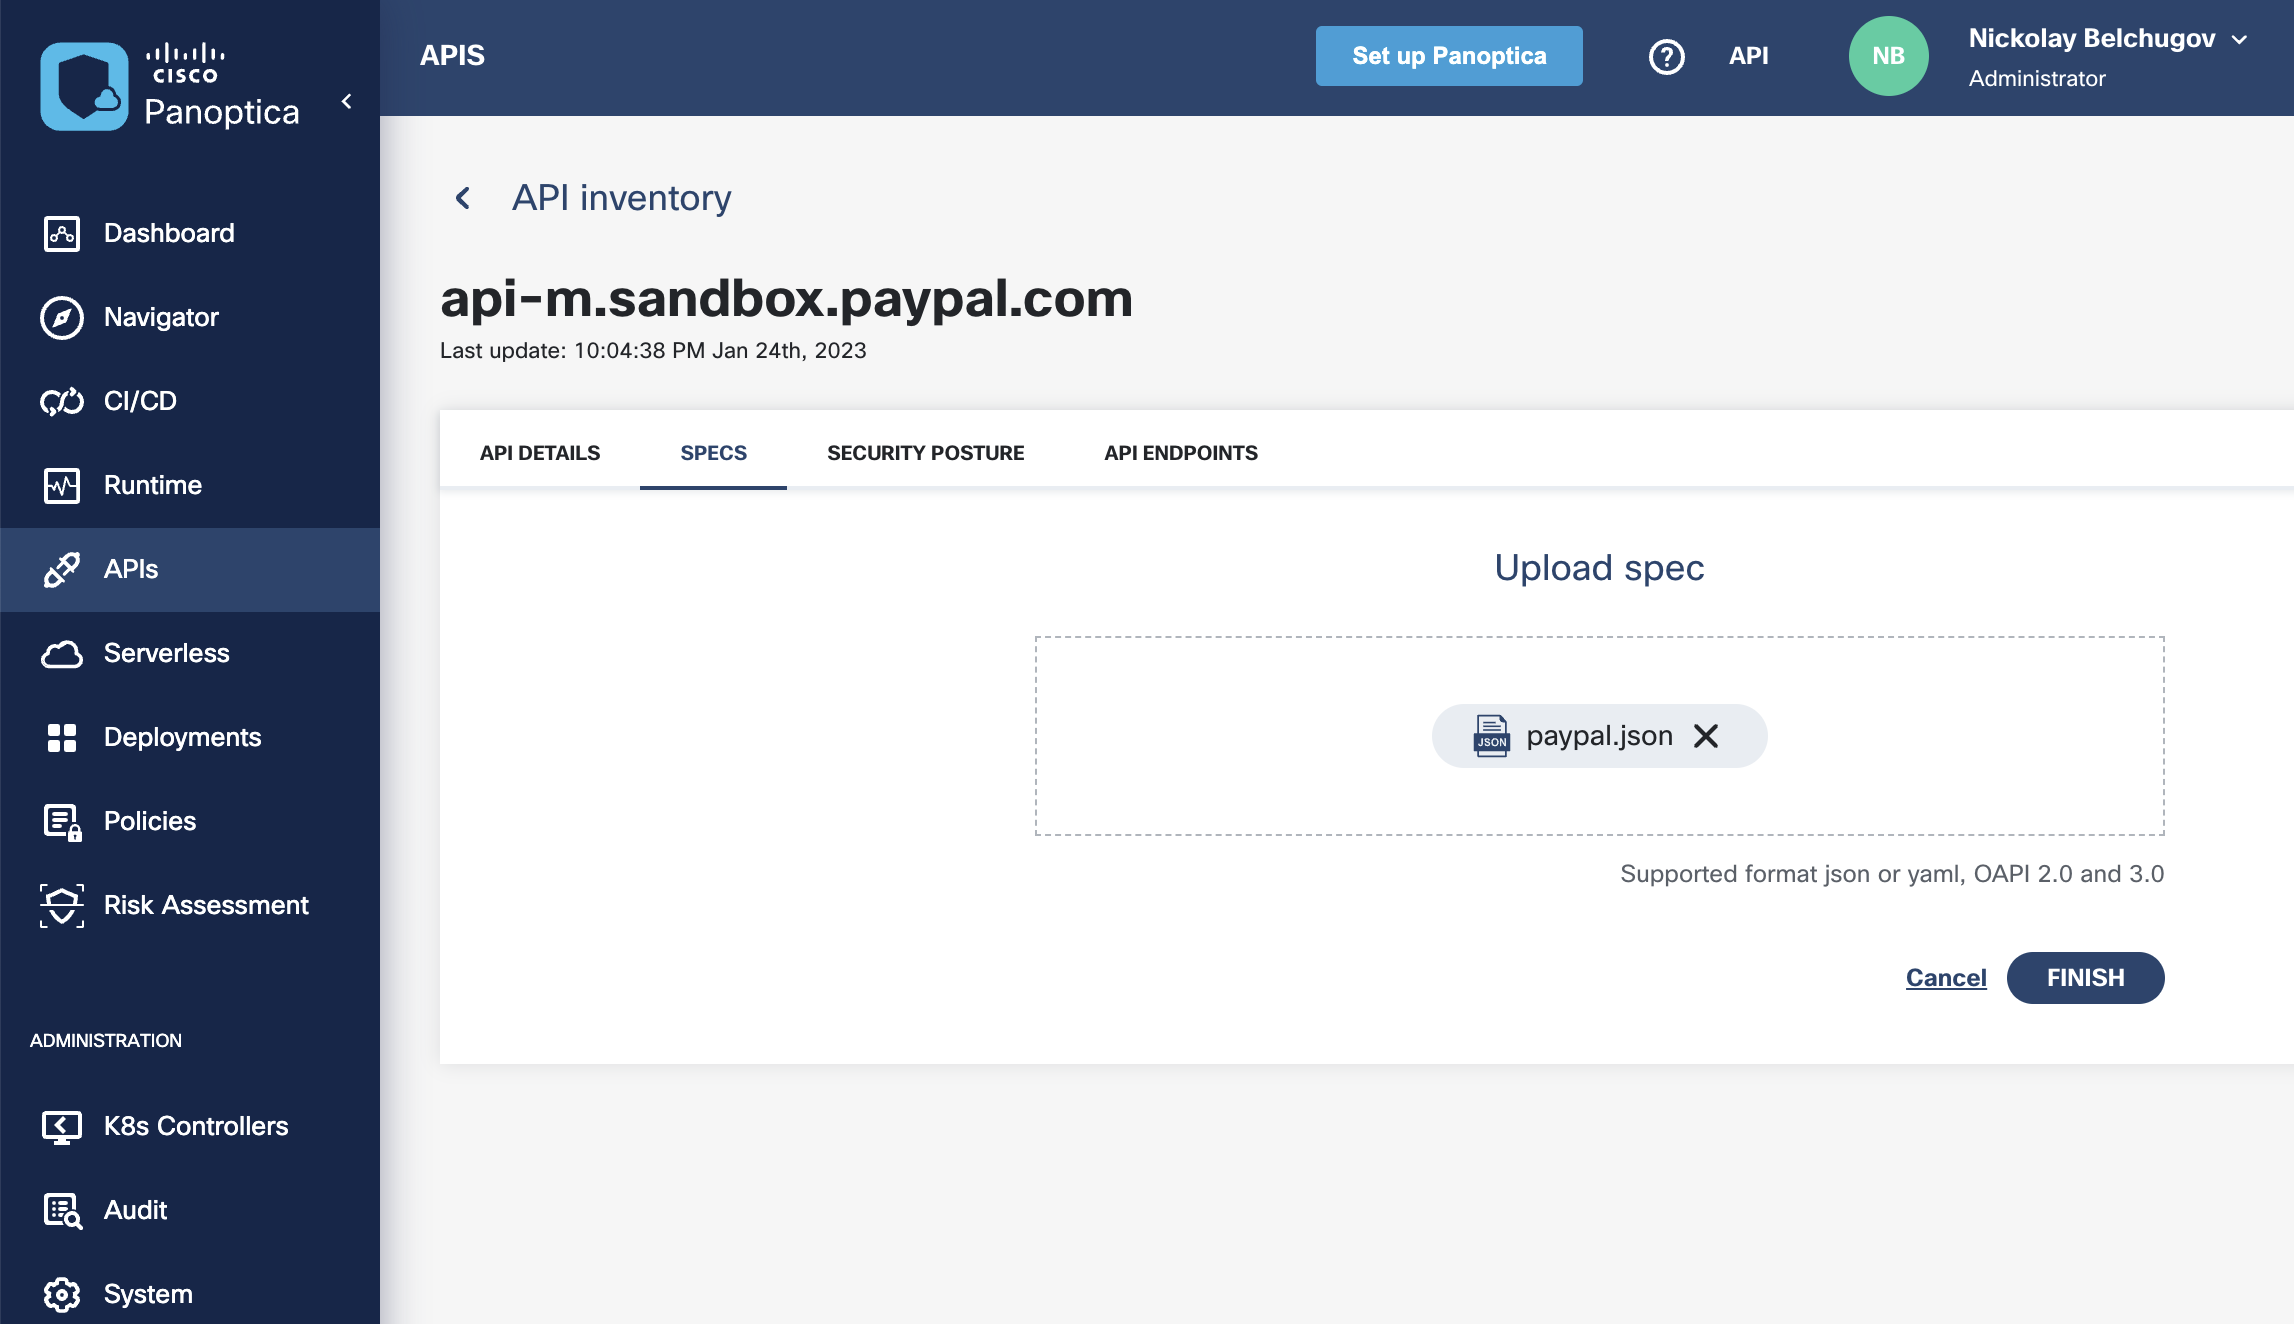 CISCO
Panoptica
APIS
Set up Panoptica
?
API
NB
Nickolay Belchugov
Administrator
Dashboard
Navigator
CI/CD
Runtime
APIs
Serverless
Deployments
Policies
Risk Assessment
ADMINISTRATION
K8s Controllers
Audit
System
API inventory
api-m.sandbox.paypal.com
Last update: 10:04:38 PM Jan 24th, 2023
API DETAILS
SPECS
SECURITY POSTURE
API ENDPOINTS
Upload spec
JSON
paypal.json
Supported format json or yaml, OAPI 2.0 and 3.0
Cancel
FINISH